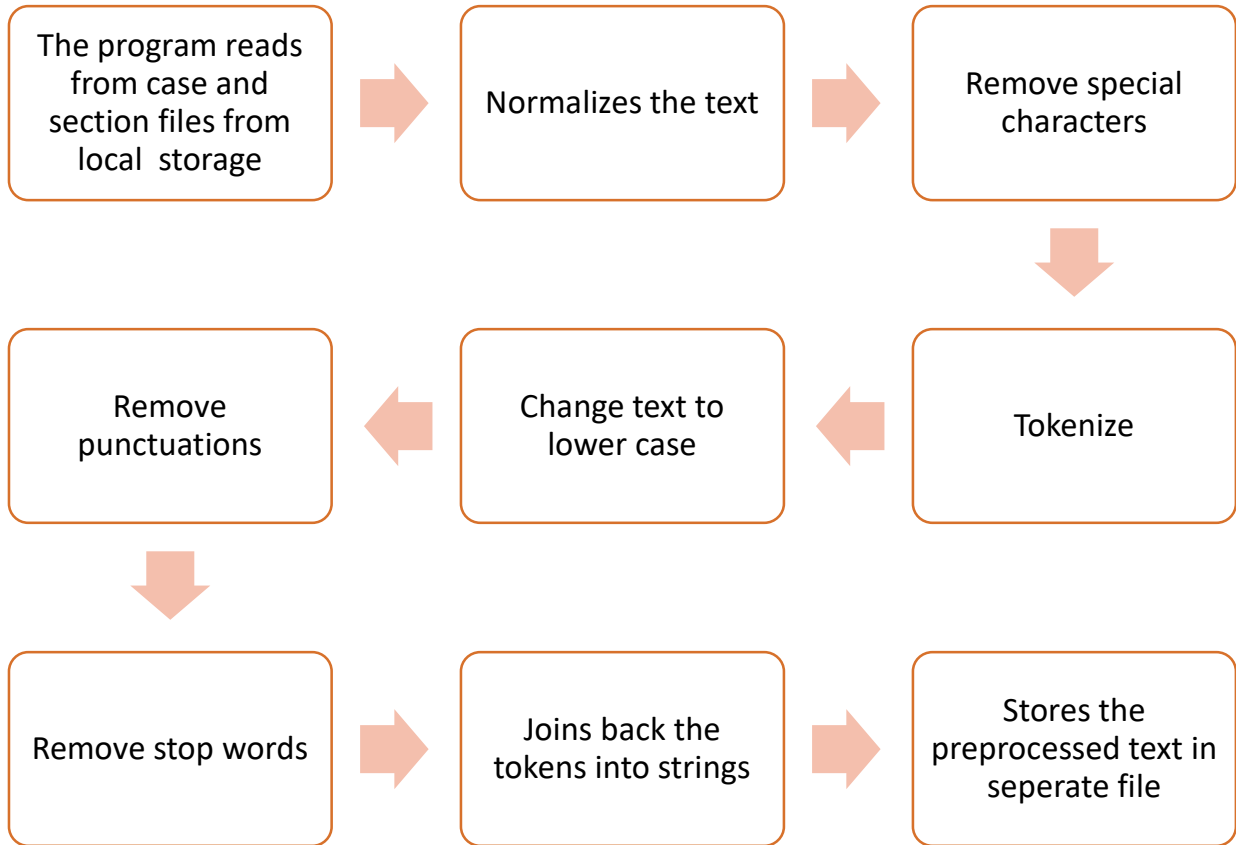 The program reads
from case and
section files from
local storage
Normalizes the text
Remove special
characters
Tokenize
Change text to
lower case
Remove
punctuations
Remove stop words
Joins back the
tokens into strings
Stores the
preprocessed text in
seperate file